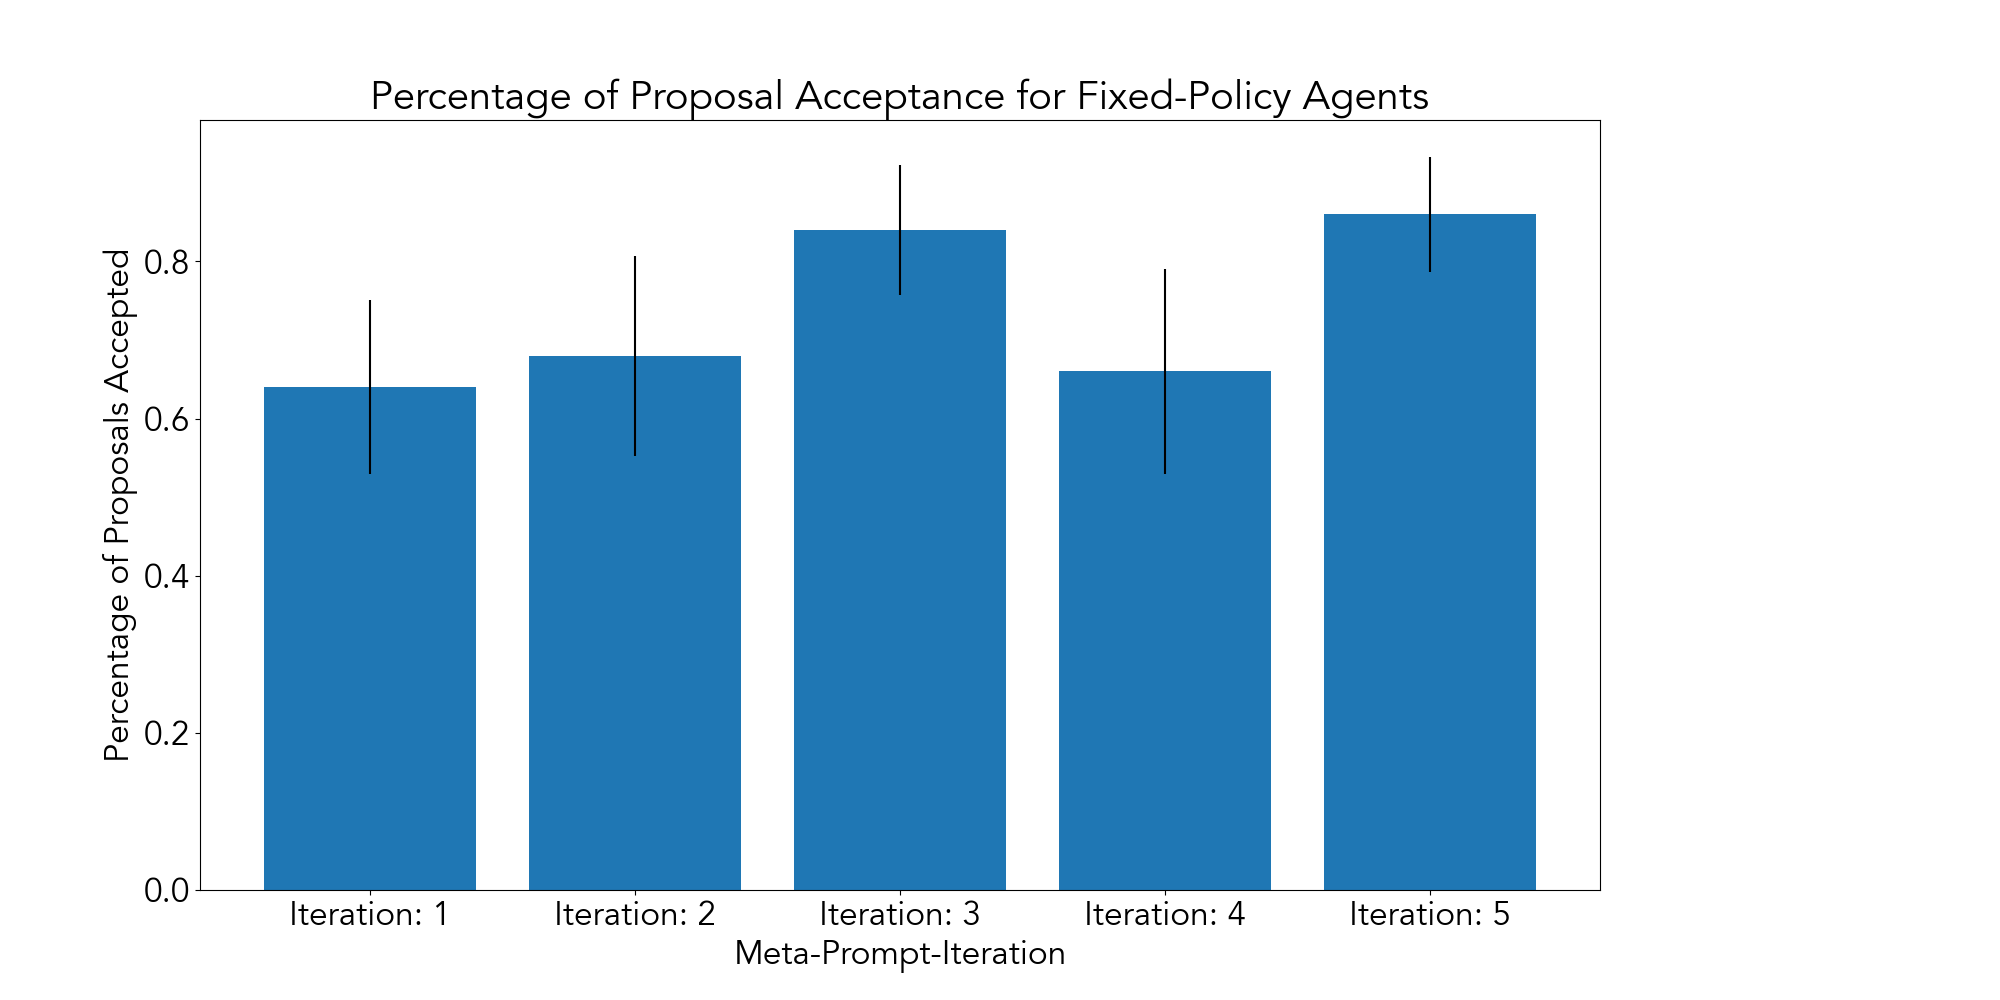 Percentage of Proposal Acceptance for Fixed-Policy Agents
Percentage of Proposals Accepted
0.8
0.6
0.4
0.2
0.0
Iteration: 1
Iteration: 2
Iteration: 3
Iteration: 4
Iteration: 5
Meta-Prompt-Iteration